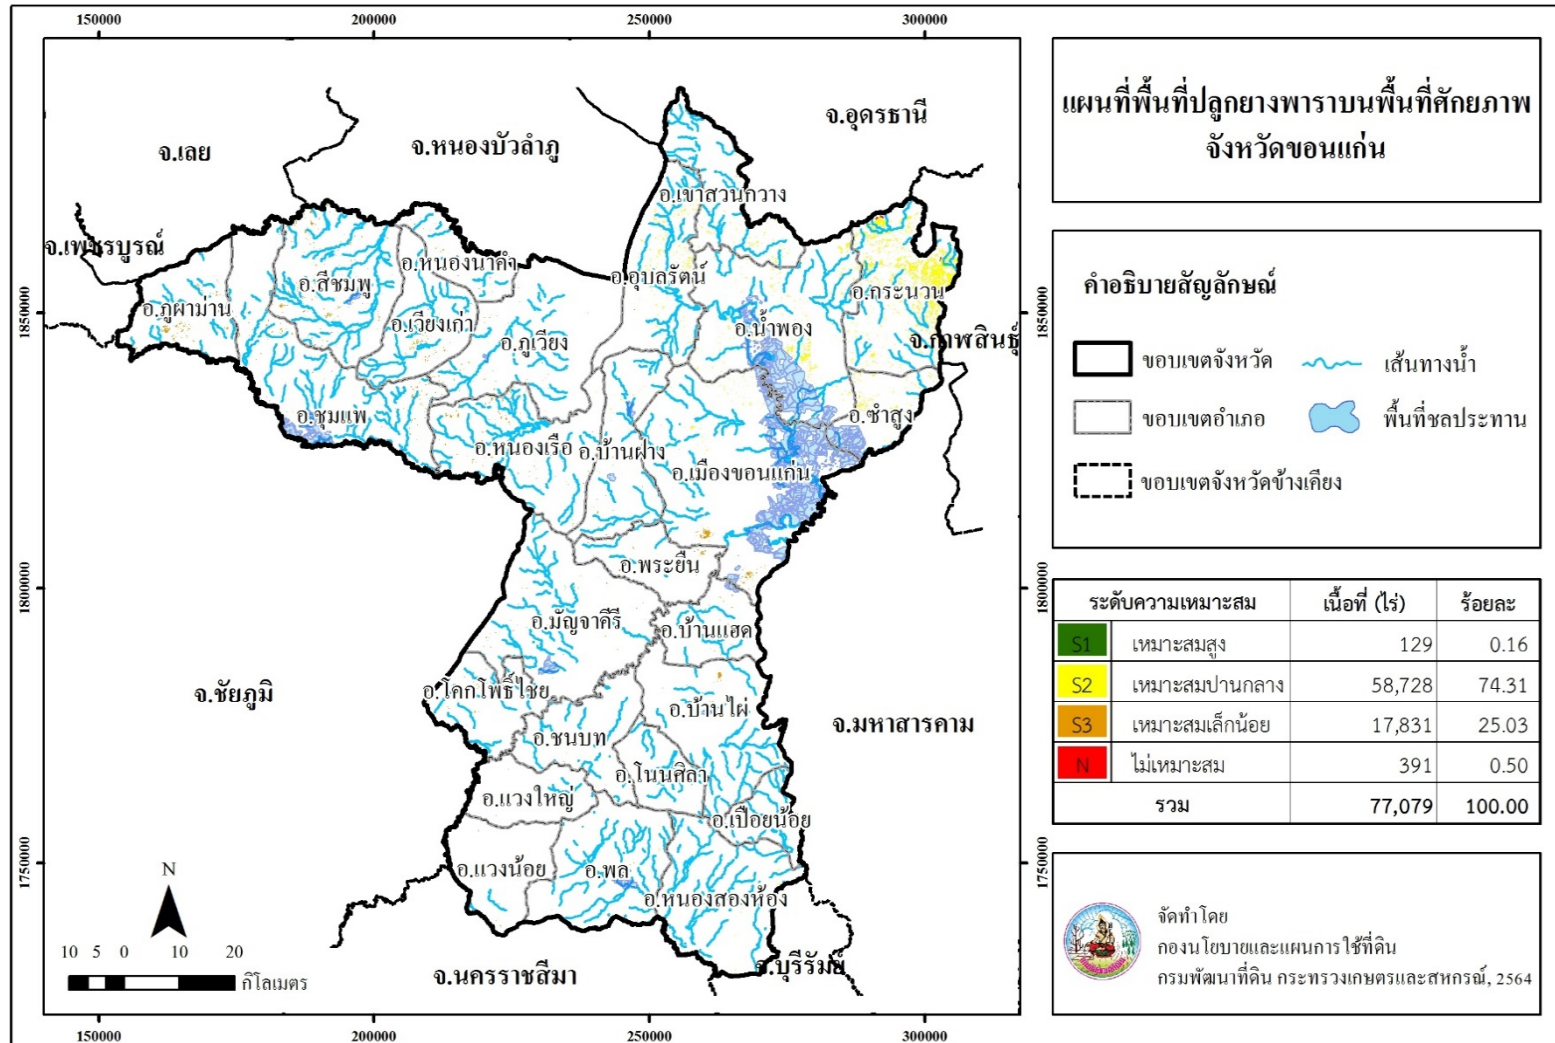 150000 200000 250000 300000
แผนที่พื้นที่ปลูกยางพาราบนพื้นที่ศักยภาพ
จังหวัดขอนแก่น
จ.อุดรธานี
จ.หนองบัวลำภู
จ.เลย
จ.เพชรบูรณ์
อ.เขาสวนกวาง
อ.หนองนาคำ
อ.อุบลรัตน์
อ.สีชมพู
อ.กระนวน
อ.ภูผาม่าน
อ.เวียงเก่า
อ.น้ำพอง
อ.ภูเวียง
จ.กาฬสินธุ์
อ.ชุมแพ
อ.ซำสูง
อ.หนองเรือ
อ.บ้านฝาง
อ.เมืองขอนแก่น
อ.พระยืน
อ.มัญจาคีรี
อ.บ้านแฮด
จ.ชัยภูมิ
อ.โคกโพธิ์ไชย
อ.บ้านไผ่
จ.มหาสารคาม
อ.ชนบท
อ.โนนศิลา
อ.แวงใหญ่
อ.เปือยน้อย
อ.แวงน้อย
อ.พล
อ.หนองสองห้อง
จ.นครราชสีมา
จ.บุรีรัมย์
1850000
1800000
1750000
1850000
1800000
1750000
N
10 5 0 10 20
กิโลเมตร
150000 200000 250000 300000
คำอธิบายสัญลักษณ์
ขอบเขตจังหวัด เส้นทางน้ำ
ขอบเขตอำเภอ พื้นที่ชลประทาน
ขอบเขตจังหวัดข้างเคียง
ระดับความเหมาะสม เนื้อที่ (ไร่) ร้อยละ
S1 เหมาะสมสูง 129 0.16
S2 เหมาะสมปานกลาง 58,728 74.31
S3 เหมาะสมเล็กน้อย 17,831 25.03
N ไม่เหมาะสม 391 0.50
รวม 77,079 100.00
จัดทำโดย
กองนโยบายและแผนการใช้ที่ดิน
กรมพัฒนาที่ดิน กระทรวงเกษตรและสหกรณ์, 2564